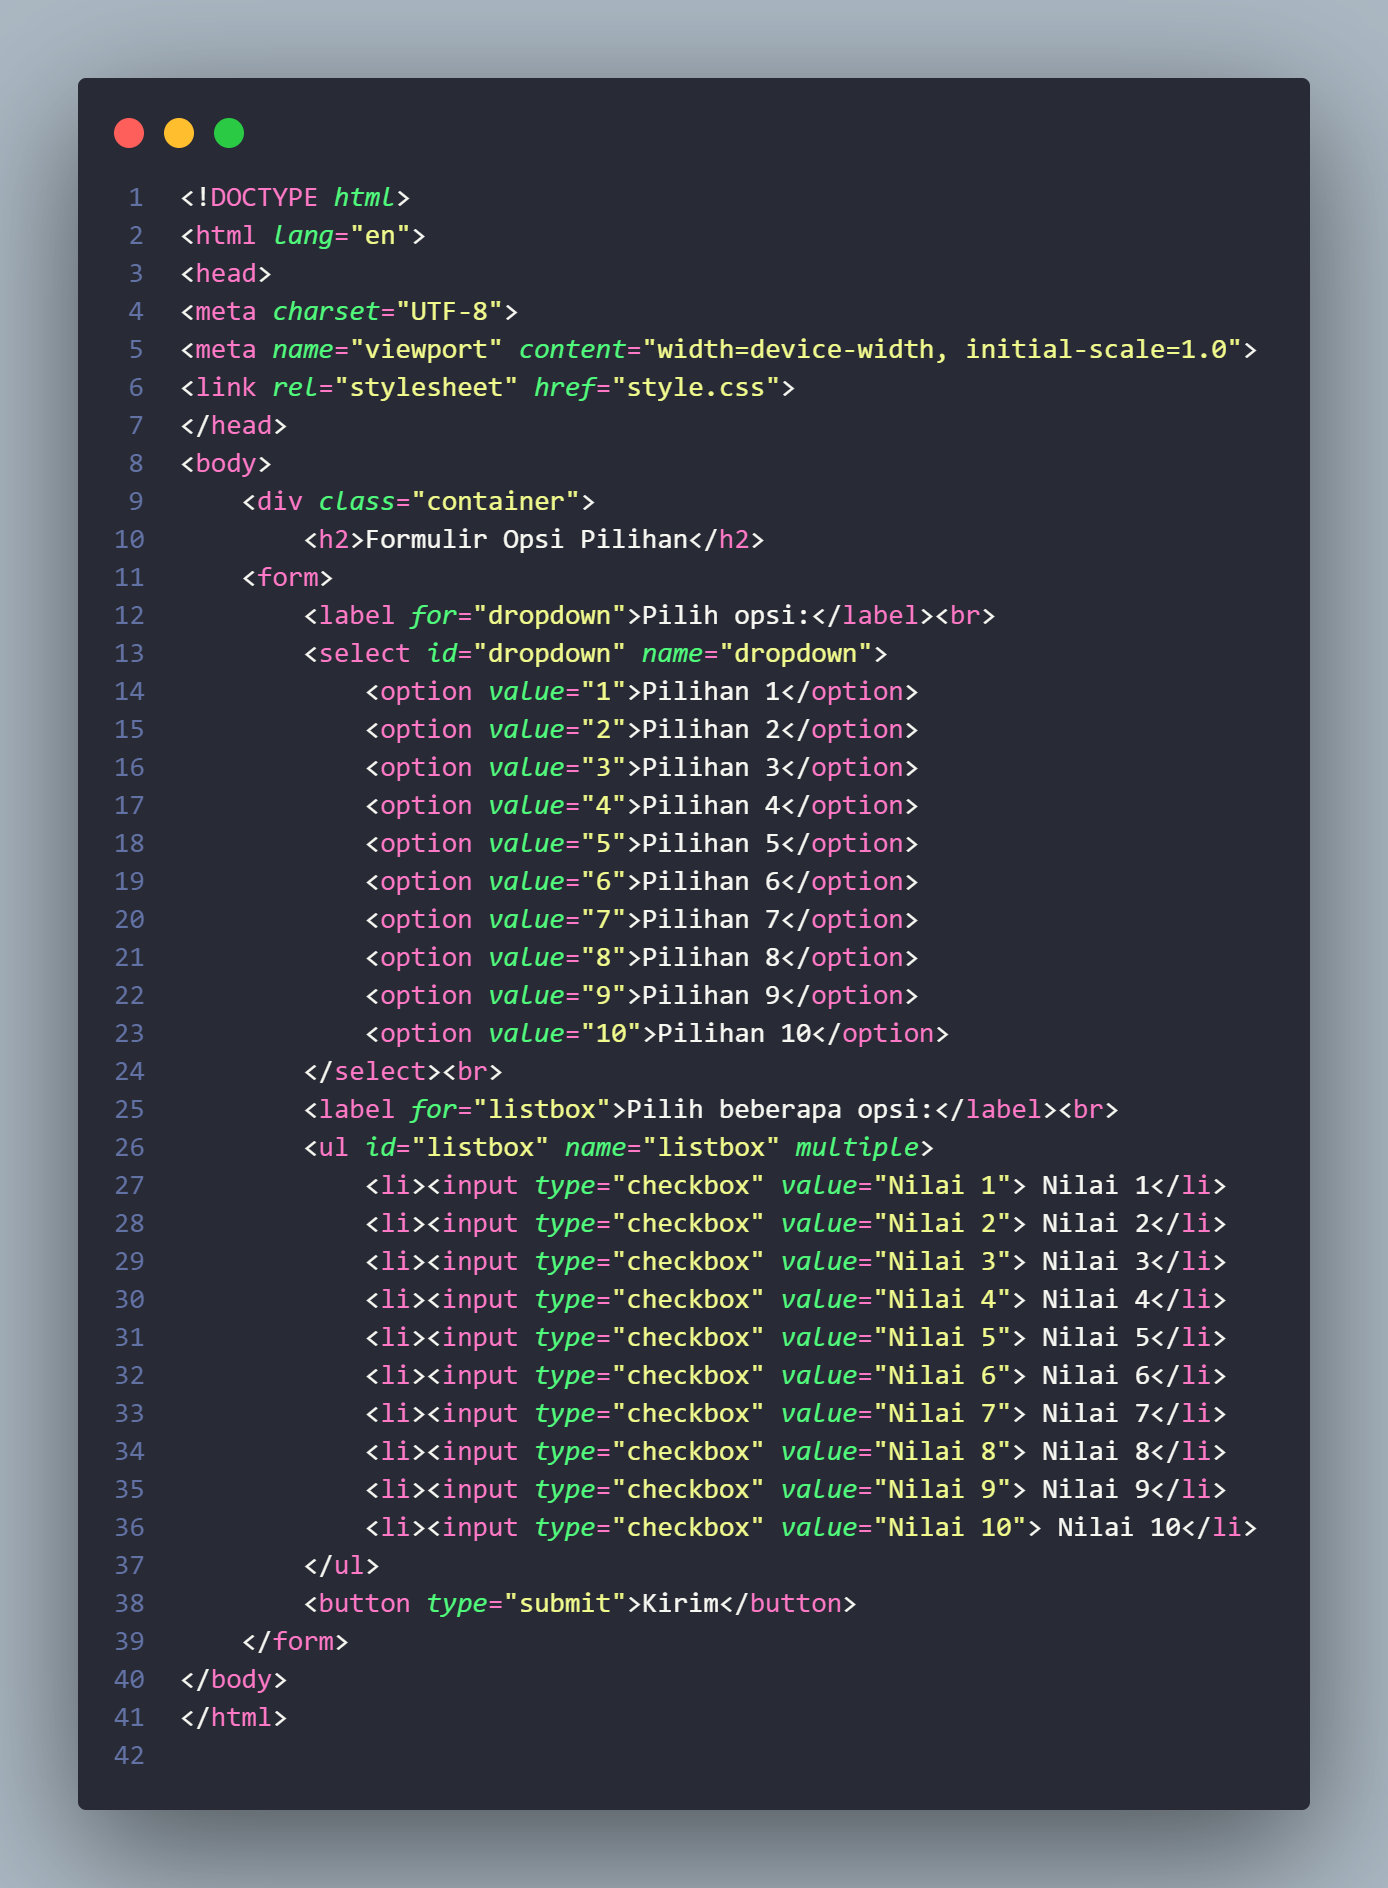 1 <!DOCTYPE html>
2 <html lang="en">
3 <head>
4 <meta charset="UTF-8">
5 <meta name="viewport" content="width=device-width, initial-scale=1.0">
6 <link rel="stylesheet" href="style.css">
7 </head>
8 <body>
9     <div class="container">
10         <h2>Formulir Opsi Pilihan</h2>
11     <form>
12         <label for="dropdown">Pilih opsi:</label><br>
13         <select id="dropdown" name="dropdown">
14             <option value="1">Pilihan 1</option>
15             <option value="2">Pilihan 2</option>
16             <option value="3">Pilihan 3</option>
17             <option value="4">Pilihan 4</option>
18             <option value="5">Pilihan 5</option>
19             <option value="6">Pilihan 6</option>
20             <option value="7">Pilihan 7</option>
21             <option value="8">Pilihan 8</option>
22             <option value="9">Pilihan 9</option>
23             <option value="10">Pilihan 10</option>
24         </select><br>
25         <label for="listbox">Pilih beberapa opsi:</label><br>
26         <ul id="listbox" name="listbox" multiple>
27             <li><input type="checkbox" value="Nilai 1"> Nilai 1</li>
28             <li><input type="checkbox" value="Nilai 2"> Nilai 2</li>
29             <li><input type="checkbox" value="Nilai 3"> Nilai 3</li>
30             <li><input type="checkbox" value="Nilai 4"> Nilai 4</li>
31             <li><input type="checkbox" value="Nilai 5"> Nilai 5</li>
32             <li><input type="checkbox" value="Nilai 6"> Nilai 6</li>
33             <li><input type="checkbox" value="Nilai 7"> Nilai 7</li>
34             <li><input type="checkbox" value="Nilai 8"> Nilai 8</li>
35             <li><input type="checkbox" value="Nilai 9"> Nilai 9</li>
36             <li><input type="checkbox" value="Nilai 10"> Nilai 10</li>
37         </ul>
38         <button type="submit">Kirim</button>
39     </form>
40 </body>
41 </html>
42